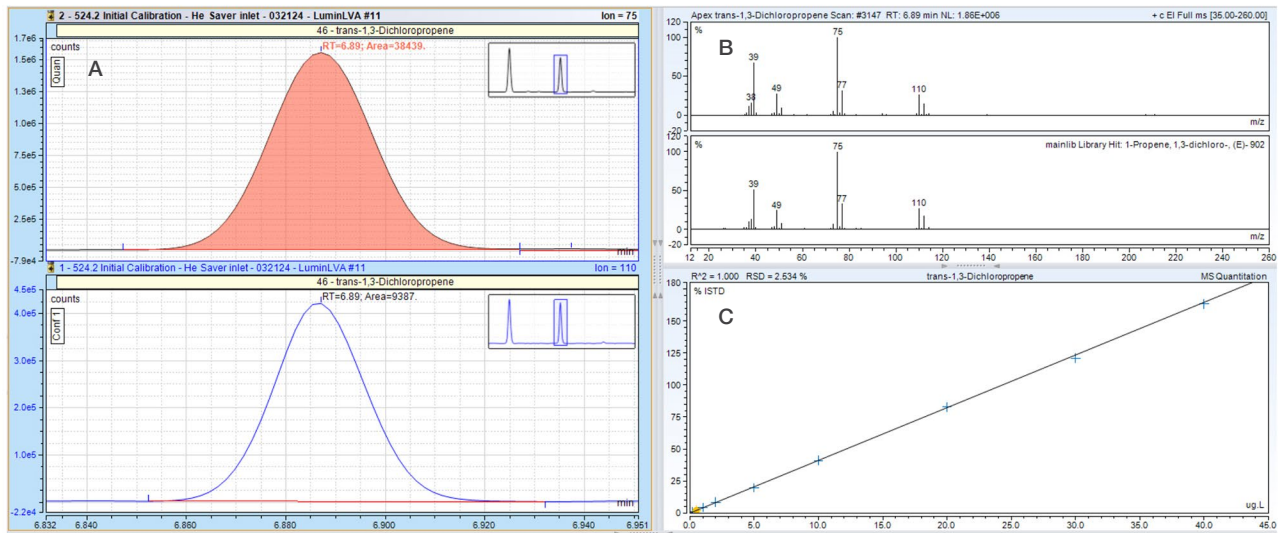 2 - 524.2 Initial Calibration - He Saver inlet - 032124 - LuminLVA #11 Ion = 75
46 - trans-1,3-Dichloropropene
1.7e6
counts
RT=6.89; Area=38439.
Quan
A
1.5e6
1.3e6
1.0e6
7.5e5
5.0e5
2.5e5
-7.9e4
min
1 - 524.2 Initial Calibration - He Saver inlet - 032124 - LuminLVA #11 Ion = 110
46 - trans-1,3-Dichloropropene
4.5e5
counts
RT=6.89; Area=9387.
Conf 1
4.0e5
3.0e5
2.0e5
1.0e5
-2.2e4
min
6.832 6.840 6.860 6.880 6.900 6.920 6.940 6.951
Apex trans-1,3-Dichloropropene Scan: #3147 RT: 6.89 min NL: 1.86E+006 + c EI Full ms [35.00-260.00]
120
%
B
100
50
0
-20
38
39
49
75
77
110
m/z
120
%
mainlib Library Hit: 1-Propene, 1,3-dichloro-, (E)- 902
100
50
0
-20
39
49
75
77
110
m/z
12 20 40 60 80 100 120 140 160 180 200 220 240 260
R^2 = 1.000 RSD = 2.534 % trans-1,3-Dichloropropene MS Quantitation
180
% ISTD
C
150
125
100
75
50
25
0
0.0 5.0 10.0 15.0 20.0 25.0 30.0 35.0 40.0 45.0
ug.L